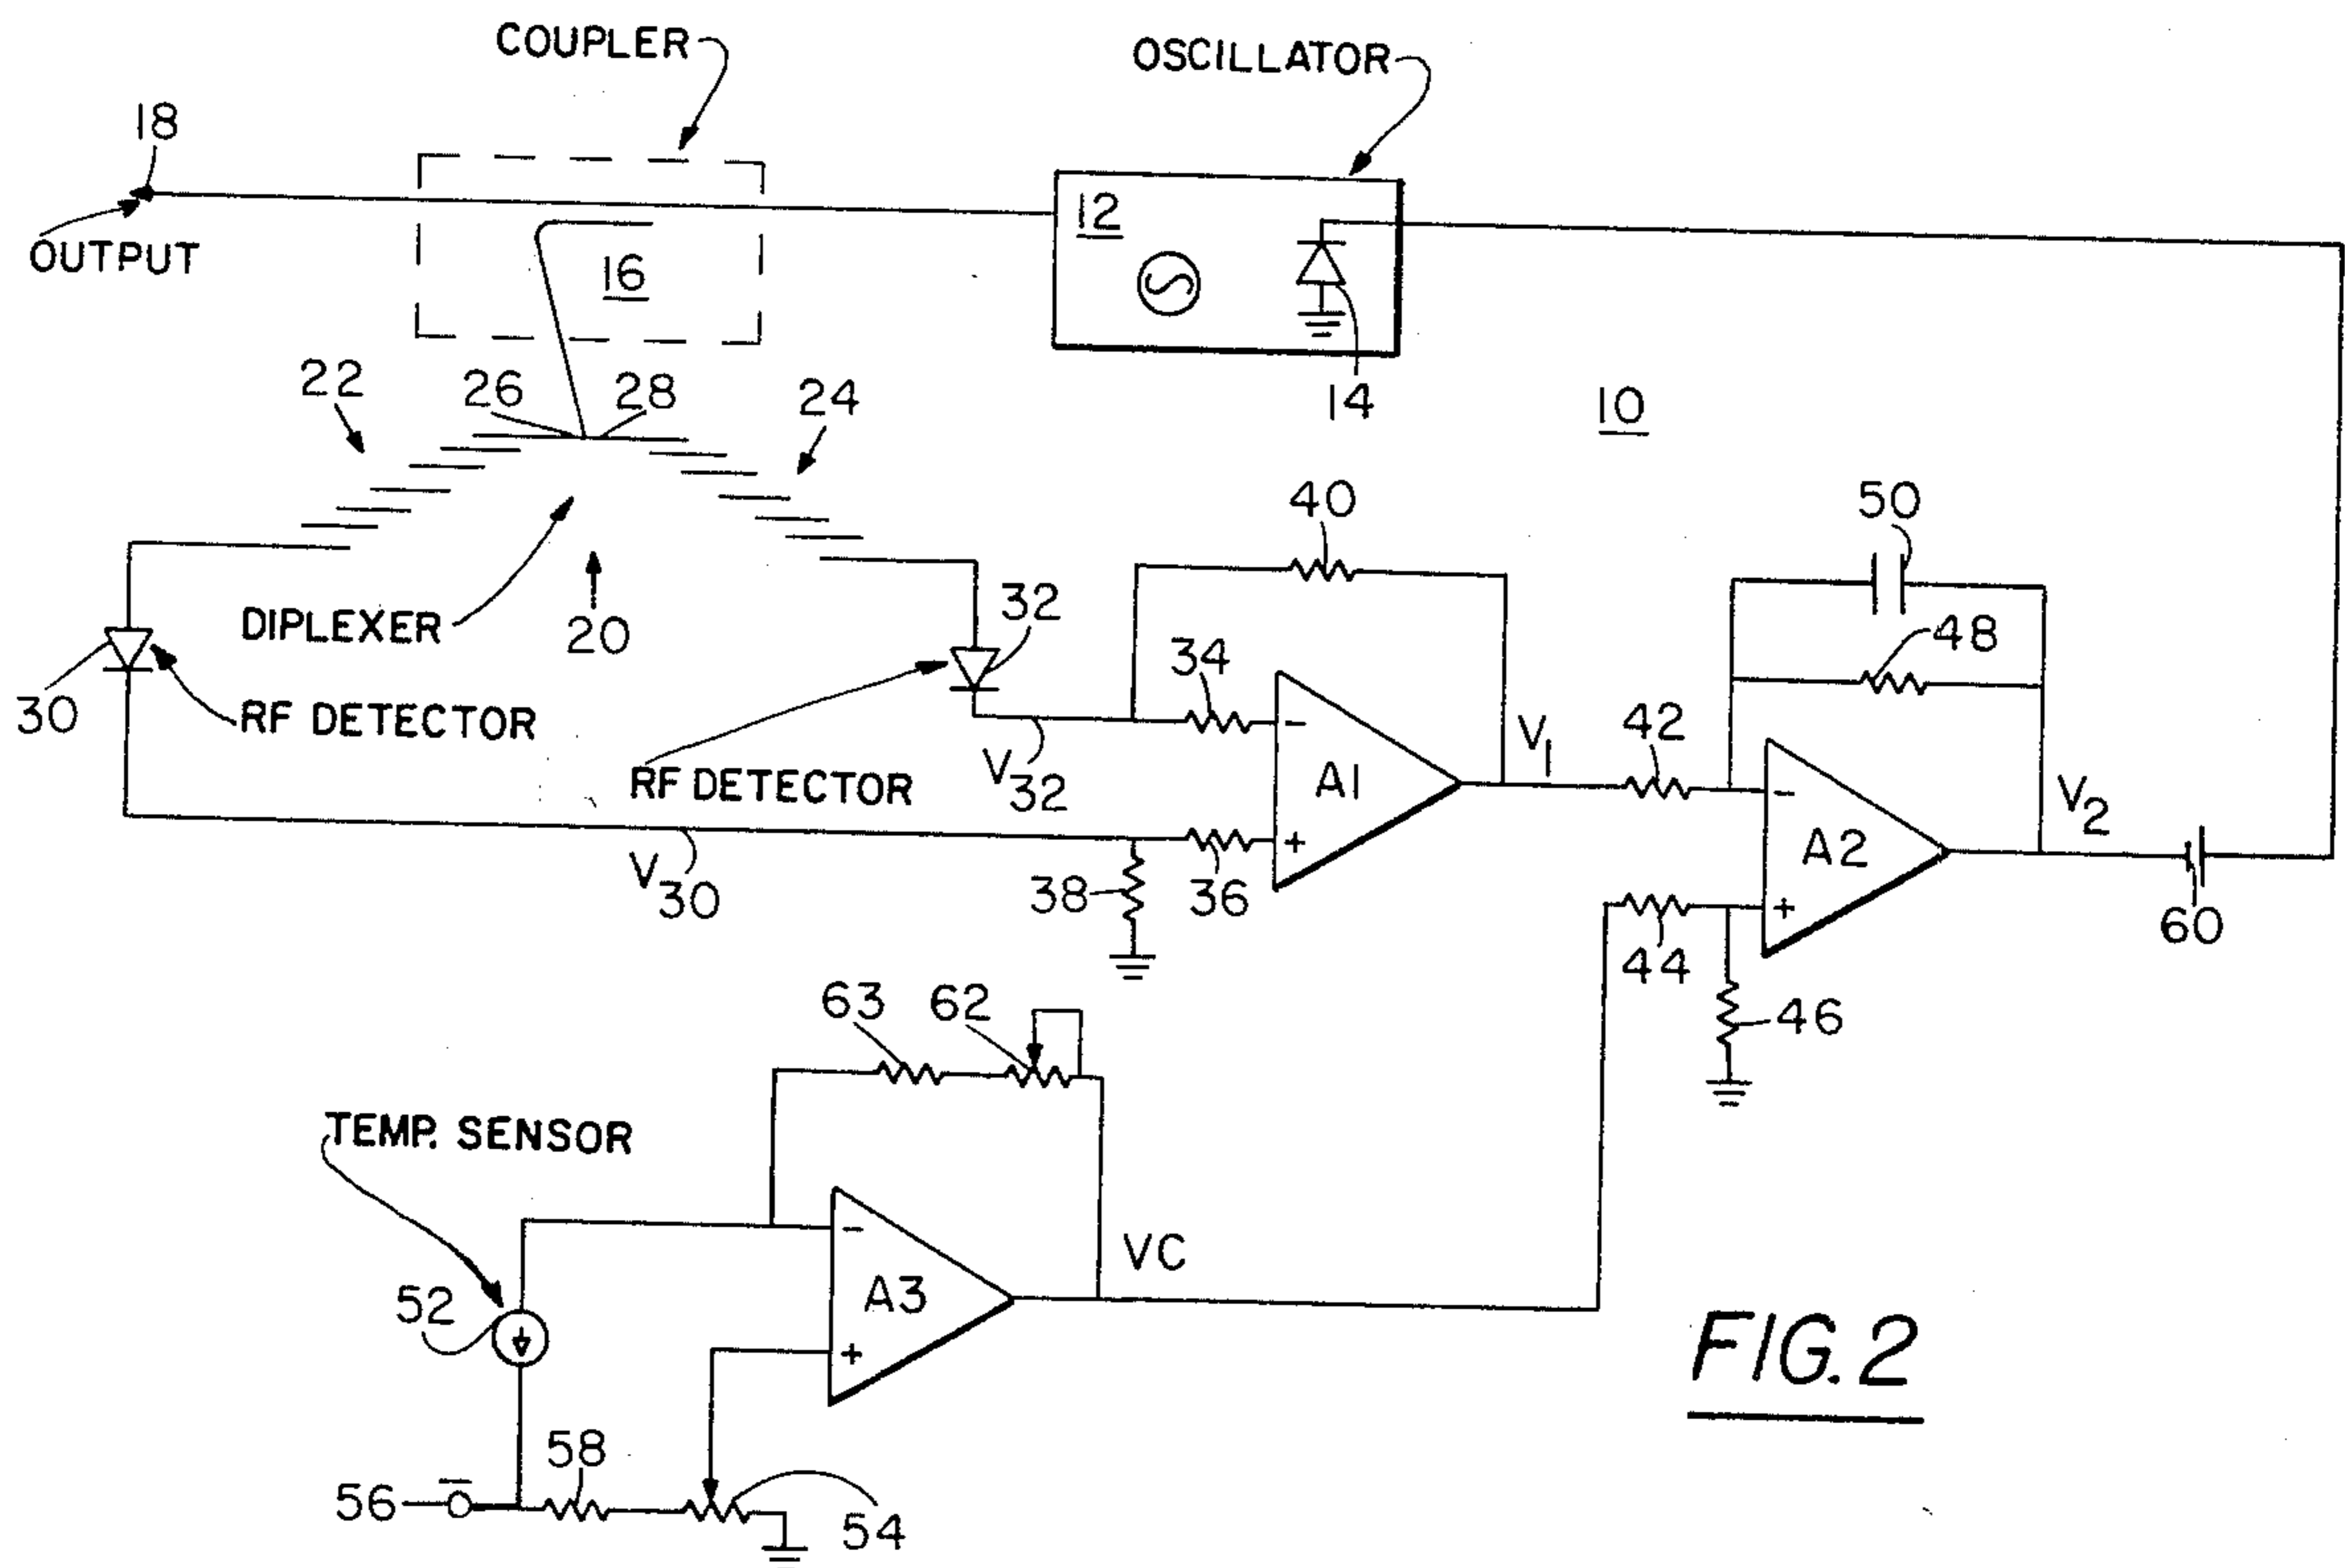 COUPLER
OSCILLATOR
18
12
OUTPUT
16
14
22
26
28
24
10
40
50
DIPLEXER
20
32
34
48
30
RF DETECTOR
RF DETECTOR
V32
42
V1
A1
-
+
V2
A2
-
+
V30
38
36
44
60
46
63
62
TEMP. SENSOR
52
A3
-
+
VC
FIG. 2
58
56
-
54